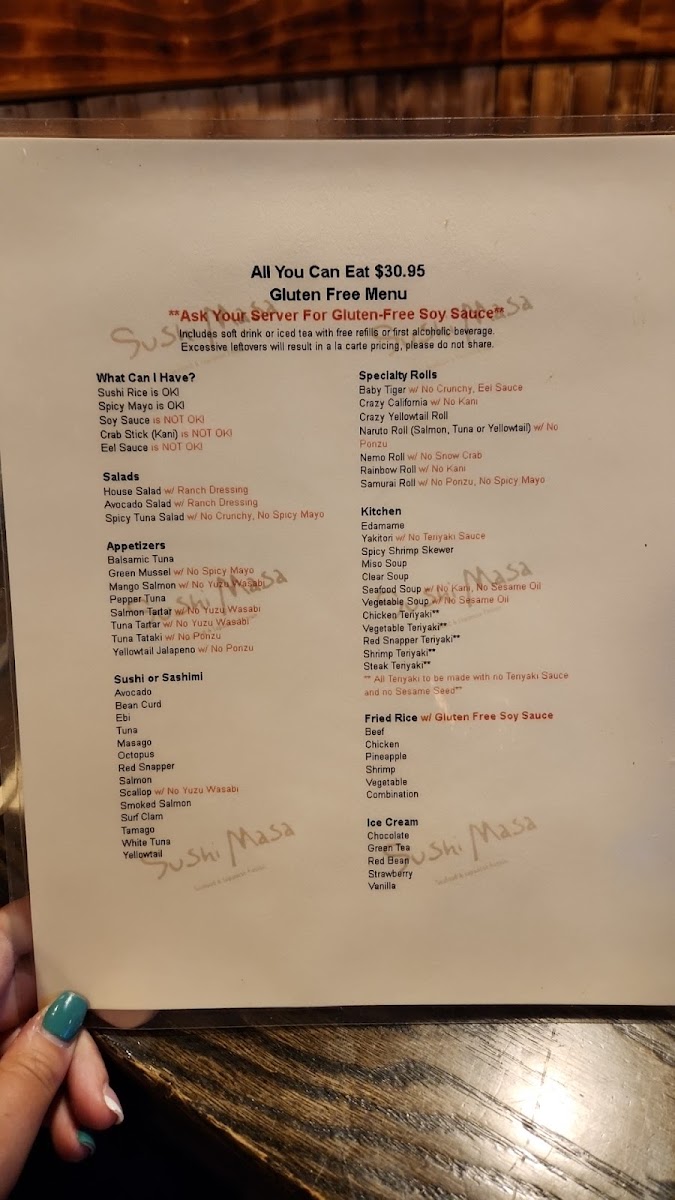 All You Can Eat $30.95
Gluten Free Menu
**Ask Your Server For Gluten-Free Soy Sauce**
Includes soft drink or iced tea with free refills or first alcoholic beverage.
Excessive leftovers will result in a la carte pricing, please do not share.
What Can I Have?
Sushi Rice is OK!
Spicy Mayo is OK!
Soy Sauce is NOT OK!
Crab Stick (Kani) is NOT OK!
Eel Sauce is NOT OK!
Salads
House Salad w/ Ranch Dressing
Avocado Salad w/ Ranch Dressing
Spicy Tuna Salad w/ No Crunchy, No Spicy Mayo
Appetizers
Balsamic Tuna
Green Mussel w/ No Spicy Mayo
Mango Salmon w/ No Yuzu Wasabi
Pepper Tuna
Salmon Tartar w/ No Yuzu Wasabi
Tuna Tartar w/ No Yuzu Wasabi
Tuna Tataki w/ No Ponzu
Yellowtail Jalapeno w/ No Ponzu
Sushi or Sashimi
Avocado
Bean Curd
Ebi
Tuna
Masago
Octopus
Red Snapper
Salmon
Scallop w/ No Yuzu Wasabi
Smoked Salmon
Surf Clam
Tamago
White Tuna
Yellowtail
Specialty Rolls
Baby Tiger w/ No Crunchy, Eel Sauce
Crazy California w/ No Kani
Crazy Yellowtail Roll
Naruto Roll (Salmon, Tuna or Yellowtail) w/ No
Ponzu
Nemo Roll w/ No Snow Crab
Rainbow Roll w/ No Kani
Samurai Roll w/ No Ponzu, No Spicy Mayo
Kitchen
Edamame
Yakitori w/ No Teriyaki Sauce
Spicy Shrimp Skewer
Miso Soup
Clear Soup
Seafood Soup w/ No Kani, No Sesame Oil
Vegetable Soup w/ No Sesame Oil
Chicken Teriyaki**
Vegetable Teriyaki**
Red Snapper Teriyaki**
Shrimp Teriyaki**
Steak Teriyaki**
** All Teriyaki to be made with no Teriyaki Sauce
and no Sesame Seed**
Fried Rice w/ Gluten Free Soy Sauce
Beef
Chicken
Pineapple
Shrimp
Vegetable
Combination
Ice Cream
Chocolate
Green Tea
Red Bean
Strawberry
Vanilla
Sushi Masa
Sushi Masa
Sushi Masa
Sushi Masa
Sushi Masa
Sushi Masa